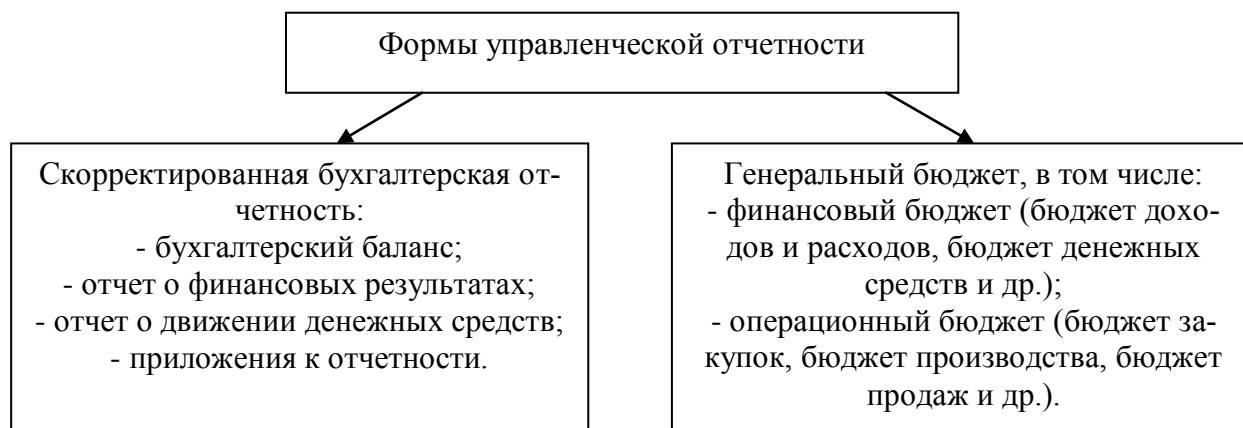 Формы управленческой отчетности
Скорректированная бухгалтерская от-
четность:
- бухгалтерский баланс;
- отчет о финансовых результатах;
- отчет о движении денежных средств;
- приложения к отчетности.
Генеральный бюджет, в том числе:
- финансовый бюджет (бюджет дохо-
дов и расходов, бюджет денежных
средств и др.);
- операционный бюджет (бюджет за-
купок, бюджет производства, бюджет
продаж и др.).